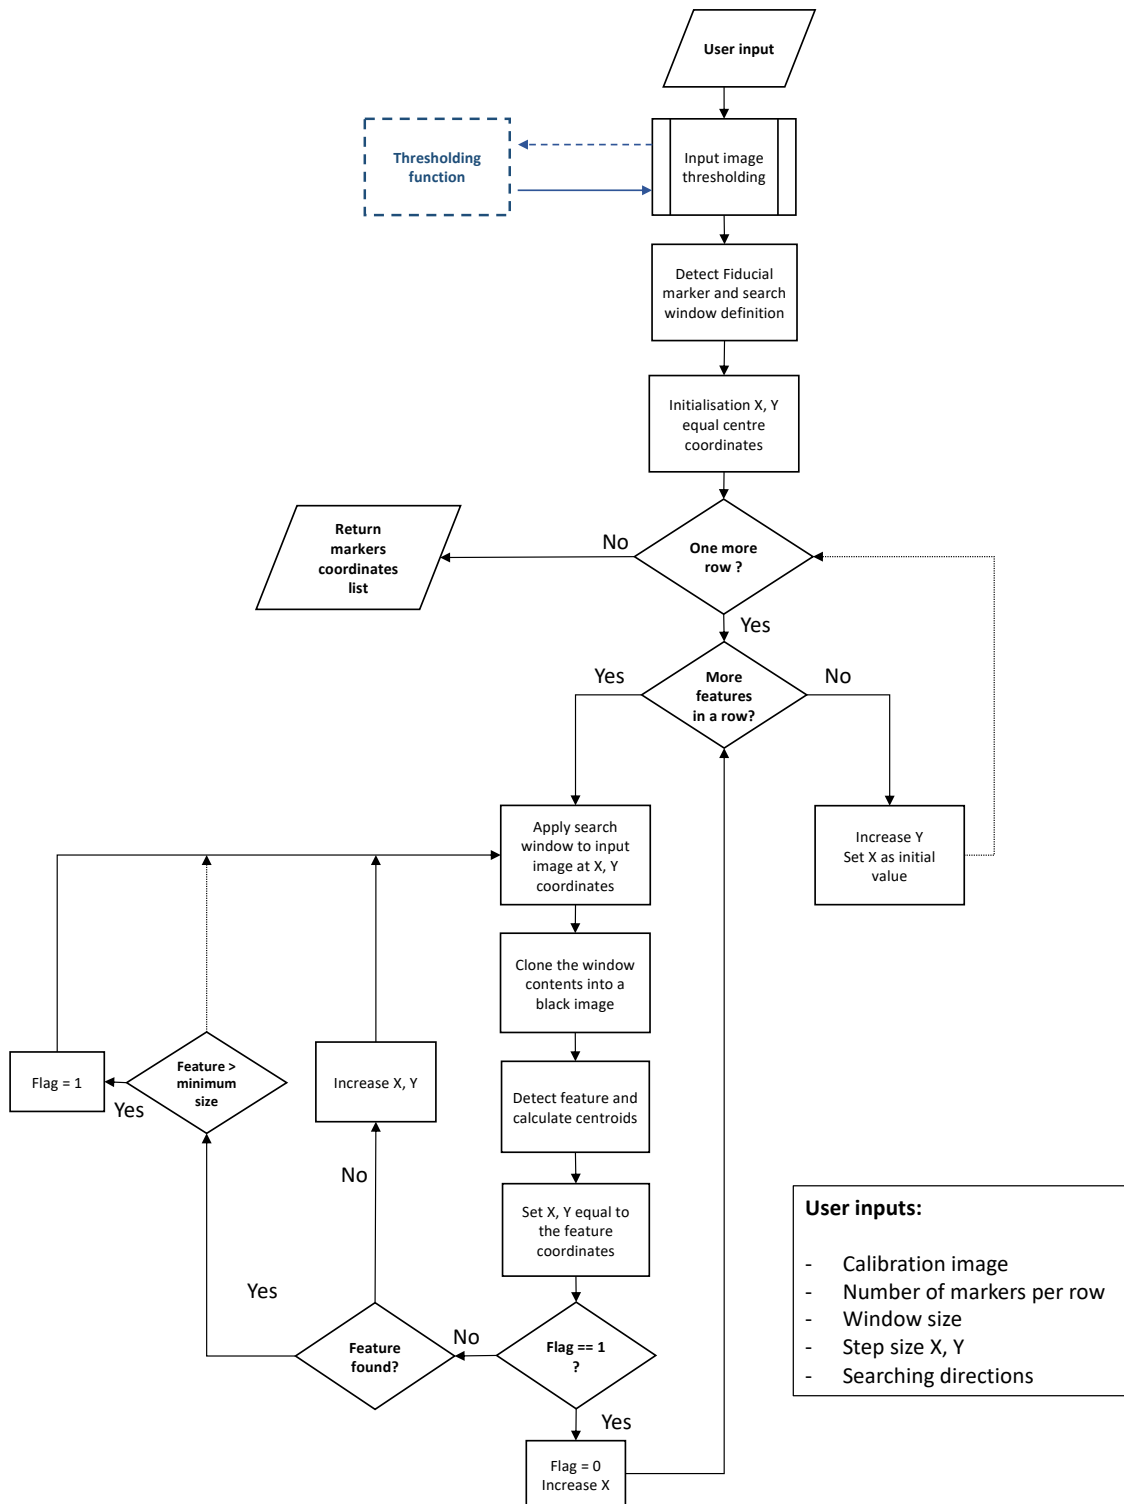 User input
Thresholding
function
Input image
thresholding
Detect Fiducial
marker and search
window definition
Initialisation X, Y
equal centre
coordinates
Return
markers
coordinates
list
No
One more
row ?
Yes
Yes
More
features
in a row?
No
Apply search
window to input
image at X, Y
coordinates
Increase Y
Set X as initial
value
Clone the window
contents into a
black image
Flag = 1
Yes
Feature >
minimum
size
Increase X, Y
Detect feature and
calculate centroids
No
Set X, Y equal to
the feature
coordinates
Yes
Feature
found?
No
Flag == 1
?
Yes
Flag = 0
Increase X
User inputs:
- Calibration image
- Number of markers per row
- Window size
- Step size X, Y
- Searching directions